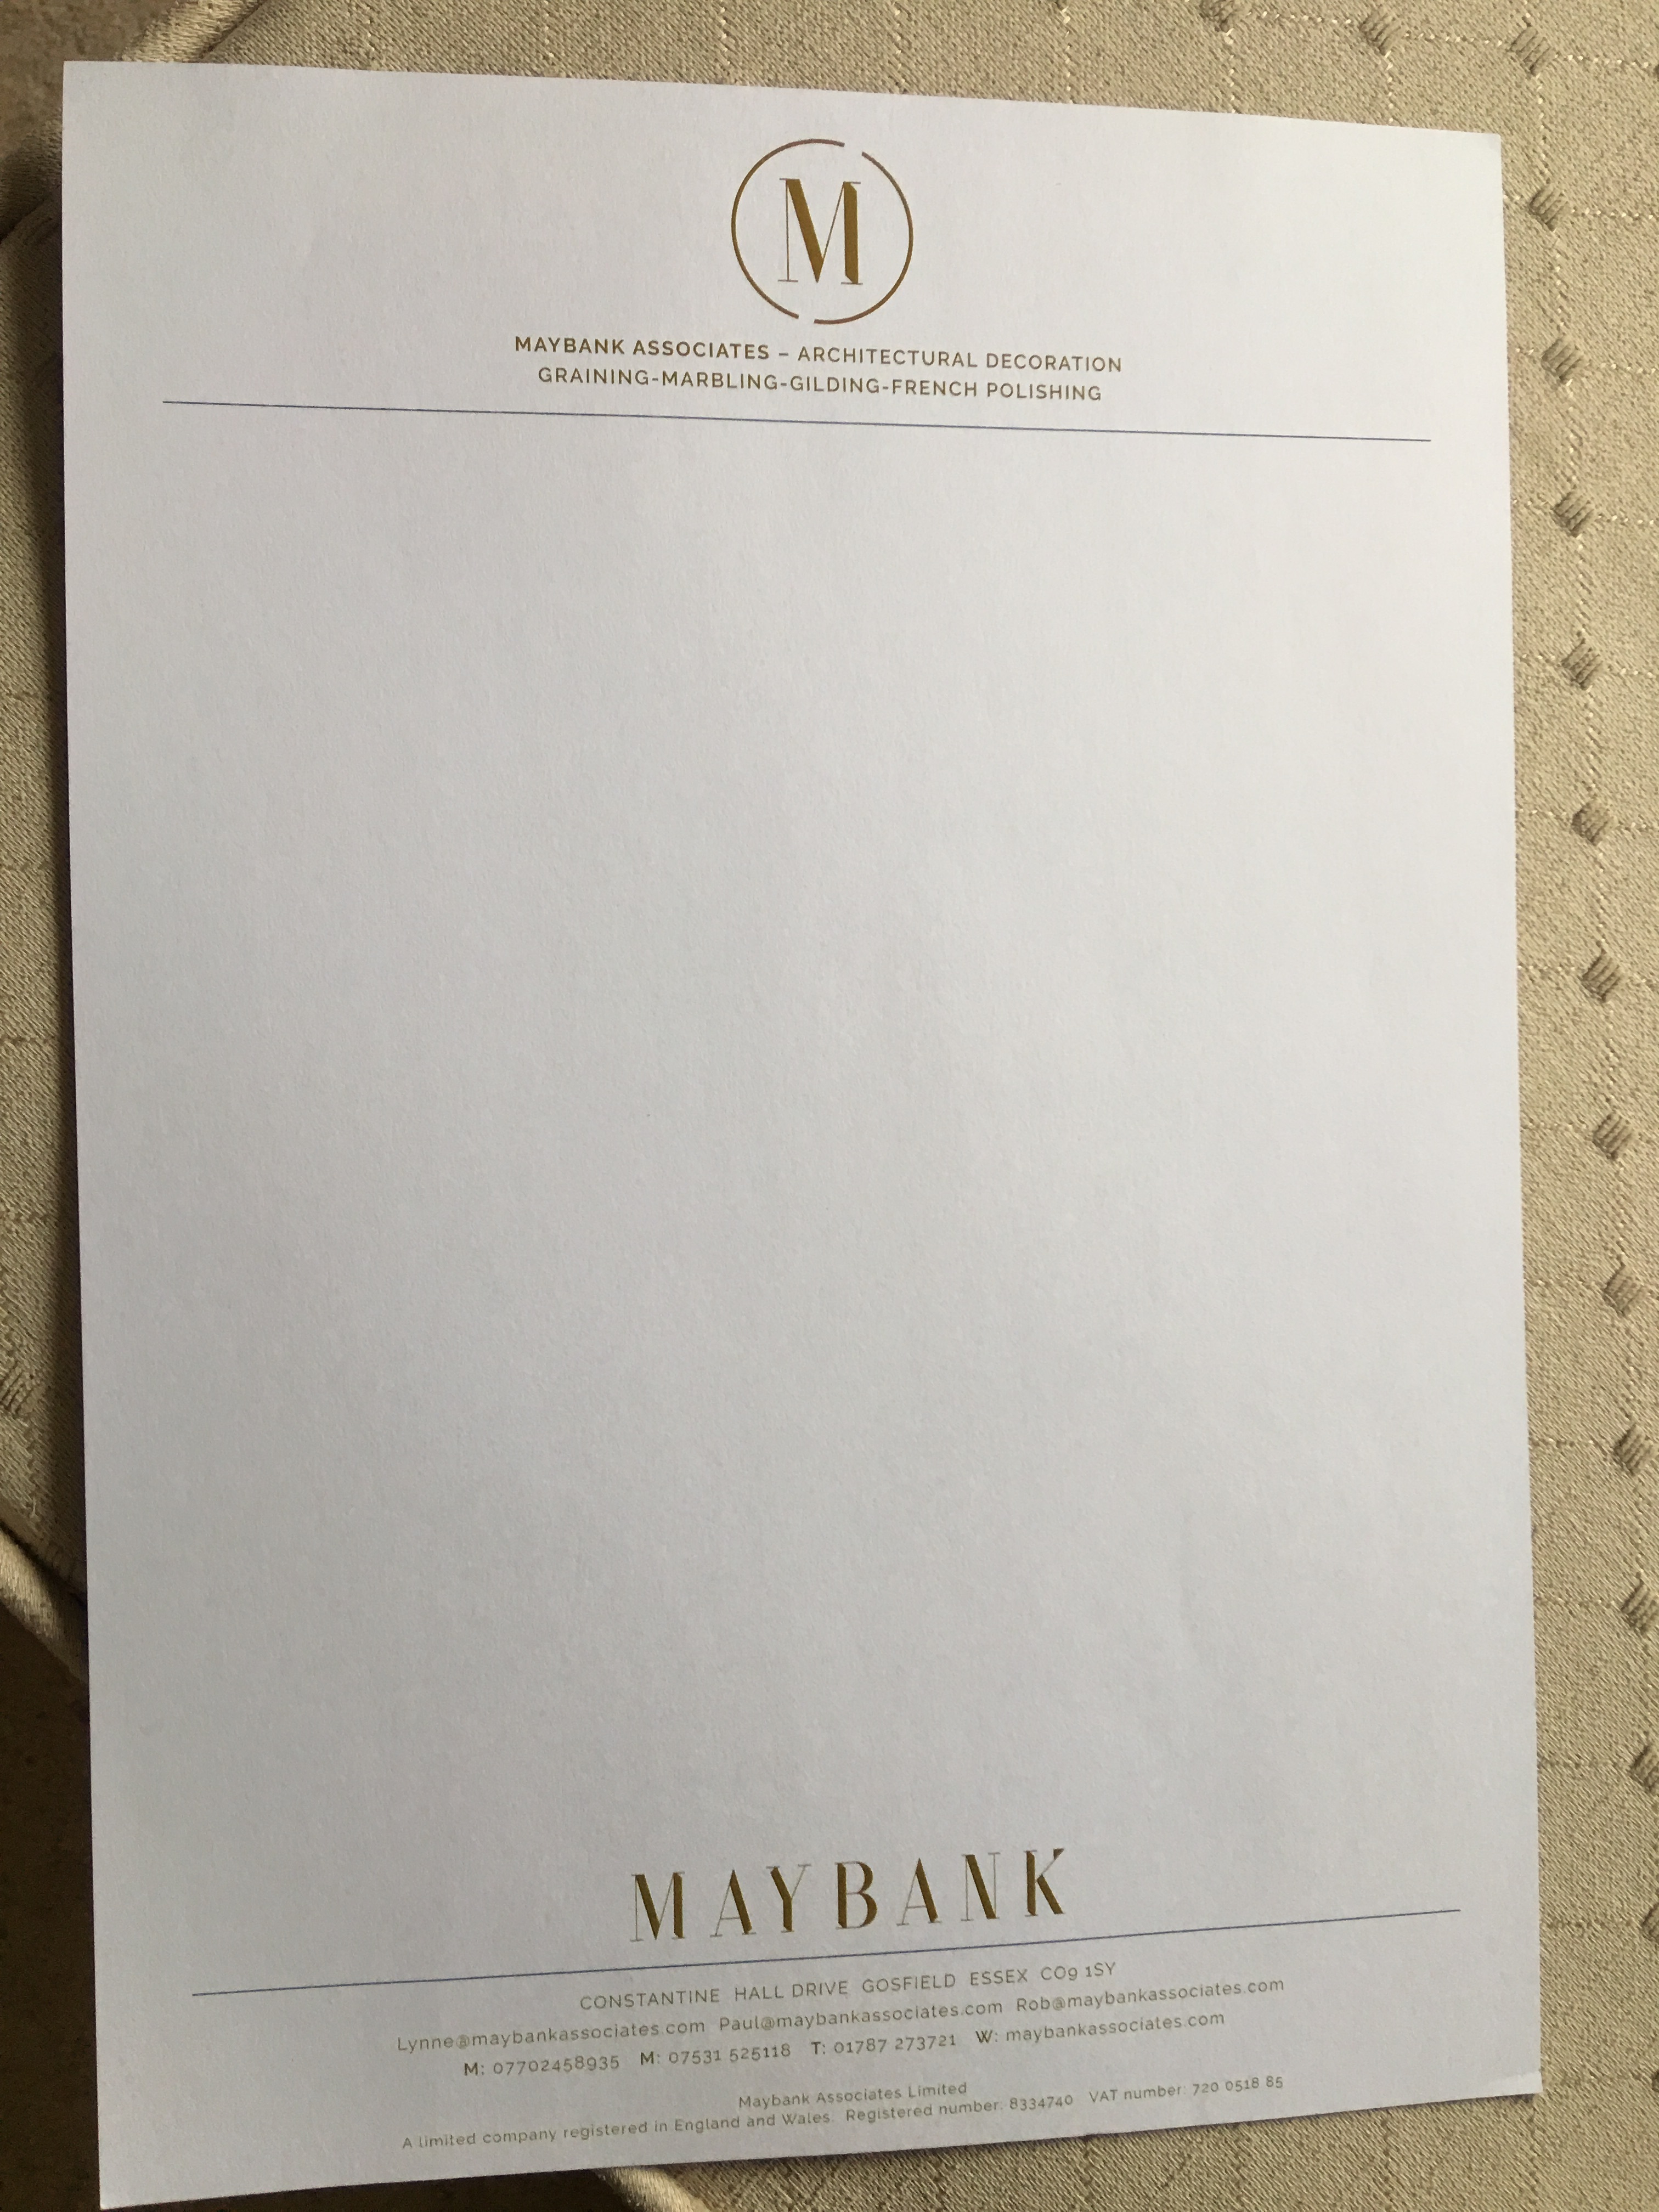 M
MAYBANK ASSOCIATES – ARCHITECTURAL DECORATION
GRAINING-MARBLING-GILDING-FRENCH POLISHING
MAYBANK
CONSTANTINE HALL DRIVE GOSFIELD ESSEX CO9 1SY
Lynne@maybankassociates.com Paul@maybankassociates.com Rob@maybankassociates.com
M: 07702458935 M: 07531 525118 T: 01787 273721 W: maybankassociates.com
Maybank Associates Limited
A limited company registered in England and Wales. Registered number: 8334740 VAT number: 720 0518 85